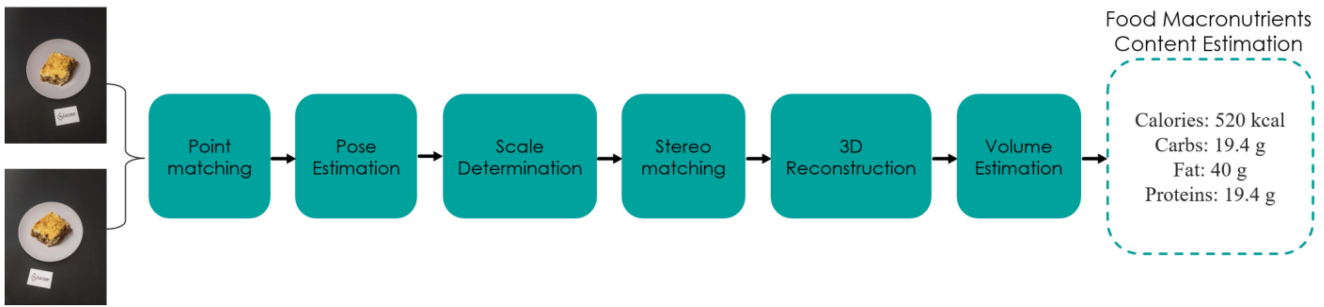 Food Macronutrients
Content Estimation
Point
matching
Pose
Estimation
Scale
Determination
Stereo
matching
3D
Reconstruction
Volume
Estimation
Calories: 520 kcal
Carbs: 19.4 g
Fat: 40 g
Proteins: 19.4 g